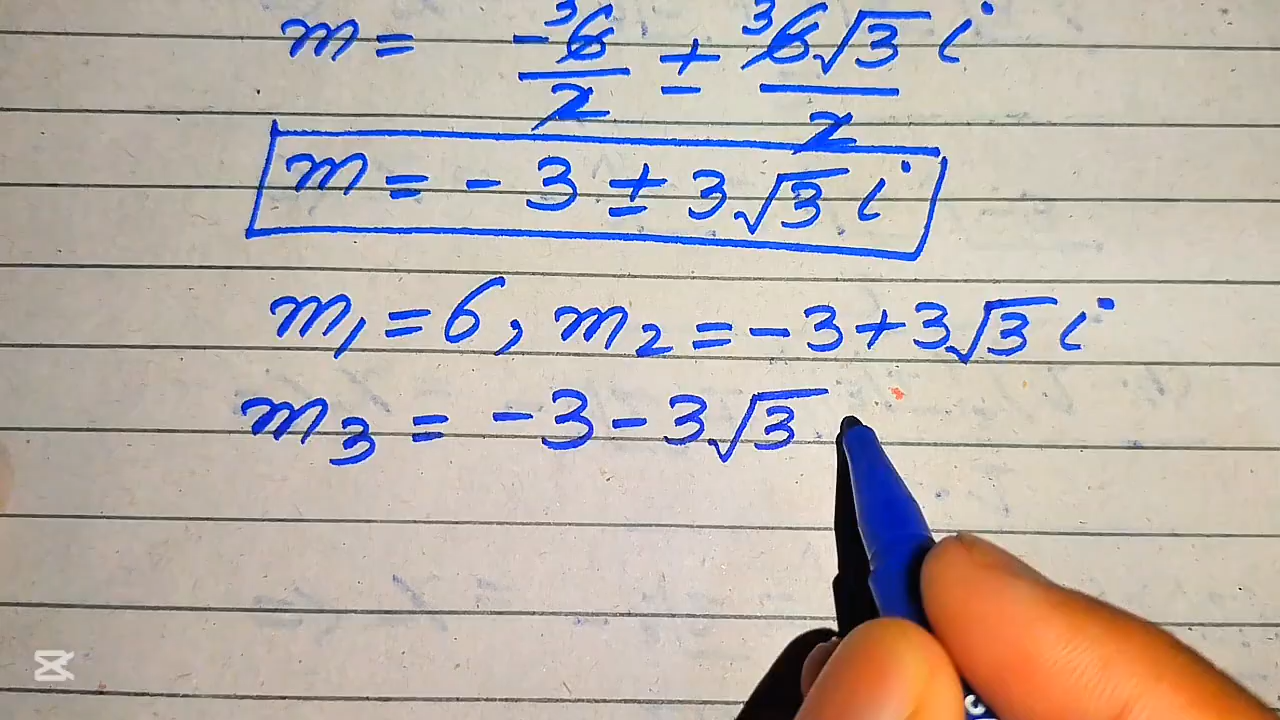 m = -6/2 3 ± 6√3 i/2 3
m = - 3 ± 3√3 i
m₁ = 6, m₂ = -3 + 3√3 i
m₃ = -3 - 3√3